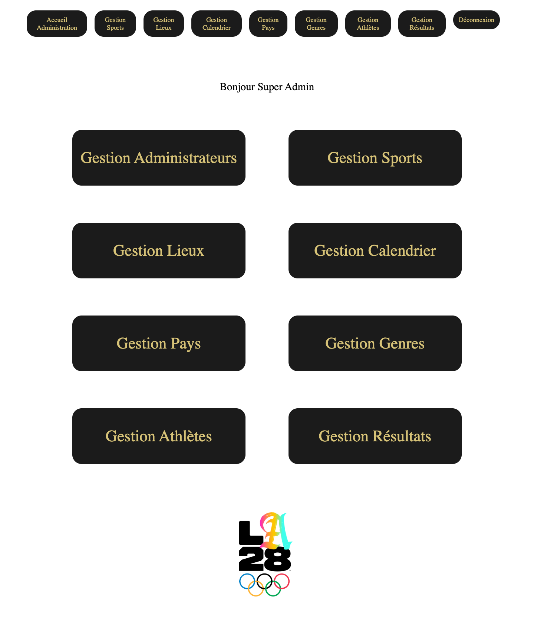 Accueil
Administration
Gestion
Sports
Gestion
Lieux
Gestion
Calendrier
Gestion
Pays
Gestion
Genres
Gestion
Athlètes
Gestion
Résultats
Déconnexion
Bonjour Super Admin
Gestion Administrateurs
Gestion Sports
Gestion Lieux
Gestion Calendrier
Gestion Pays
Gestion Genres
Gestion Athlètes
Gestion Résultats
LA
28